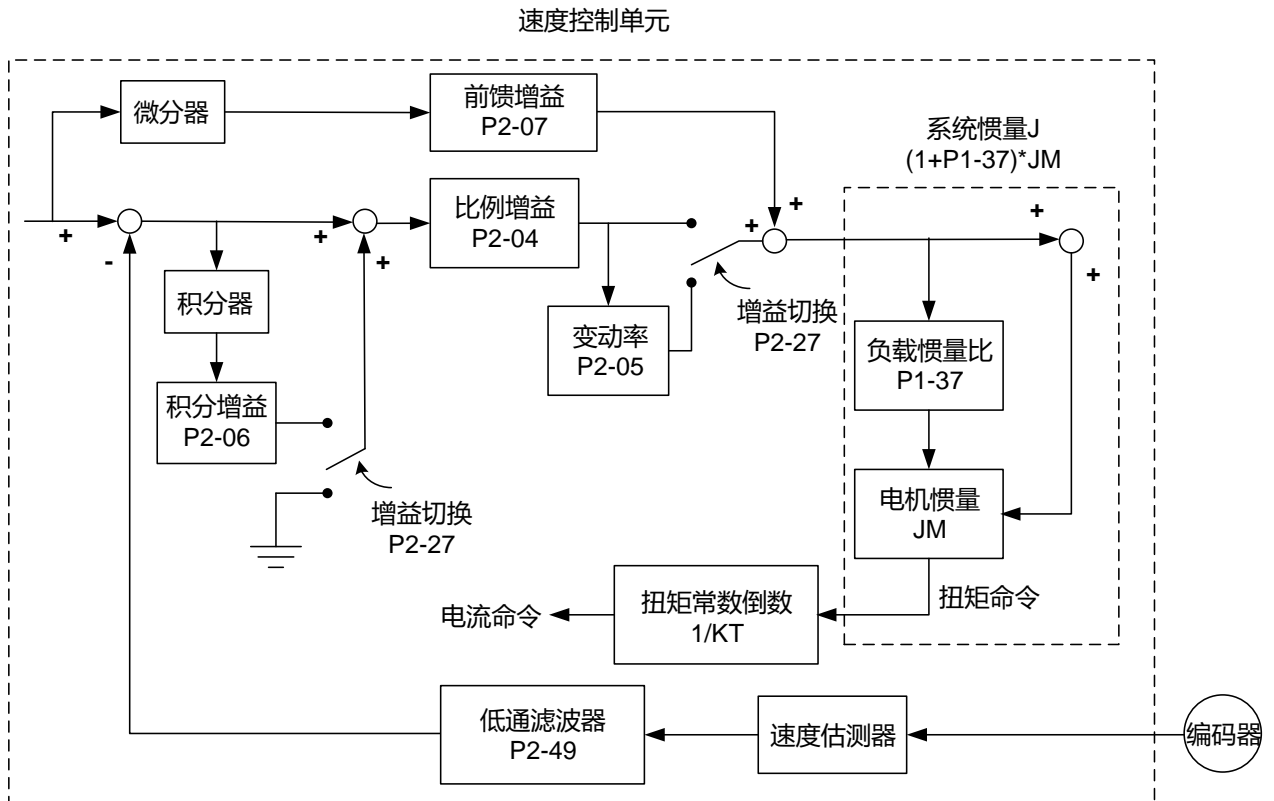 速度控制单元
微分器
前馈增益
P2-07
系统惯量J
(1+P1-37)*JM
比例增益
P2-04
+
+
+
+
+
-
+
+
积分器
变动率
P2-05
增益切换
P2-27
负载惯量比
P1-37
积分增益
P2-06
增益切换
P2-27
电机惯量
JM
电流命令
扭矩常数倒数
1/KT
扭矩命令
低通滤波器
P2-49
速度估测器
编码器